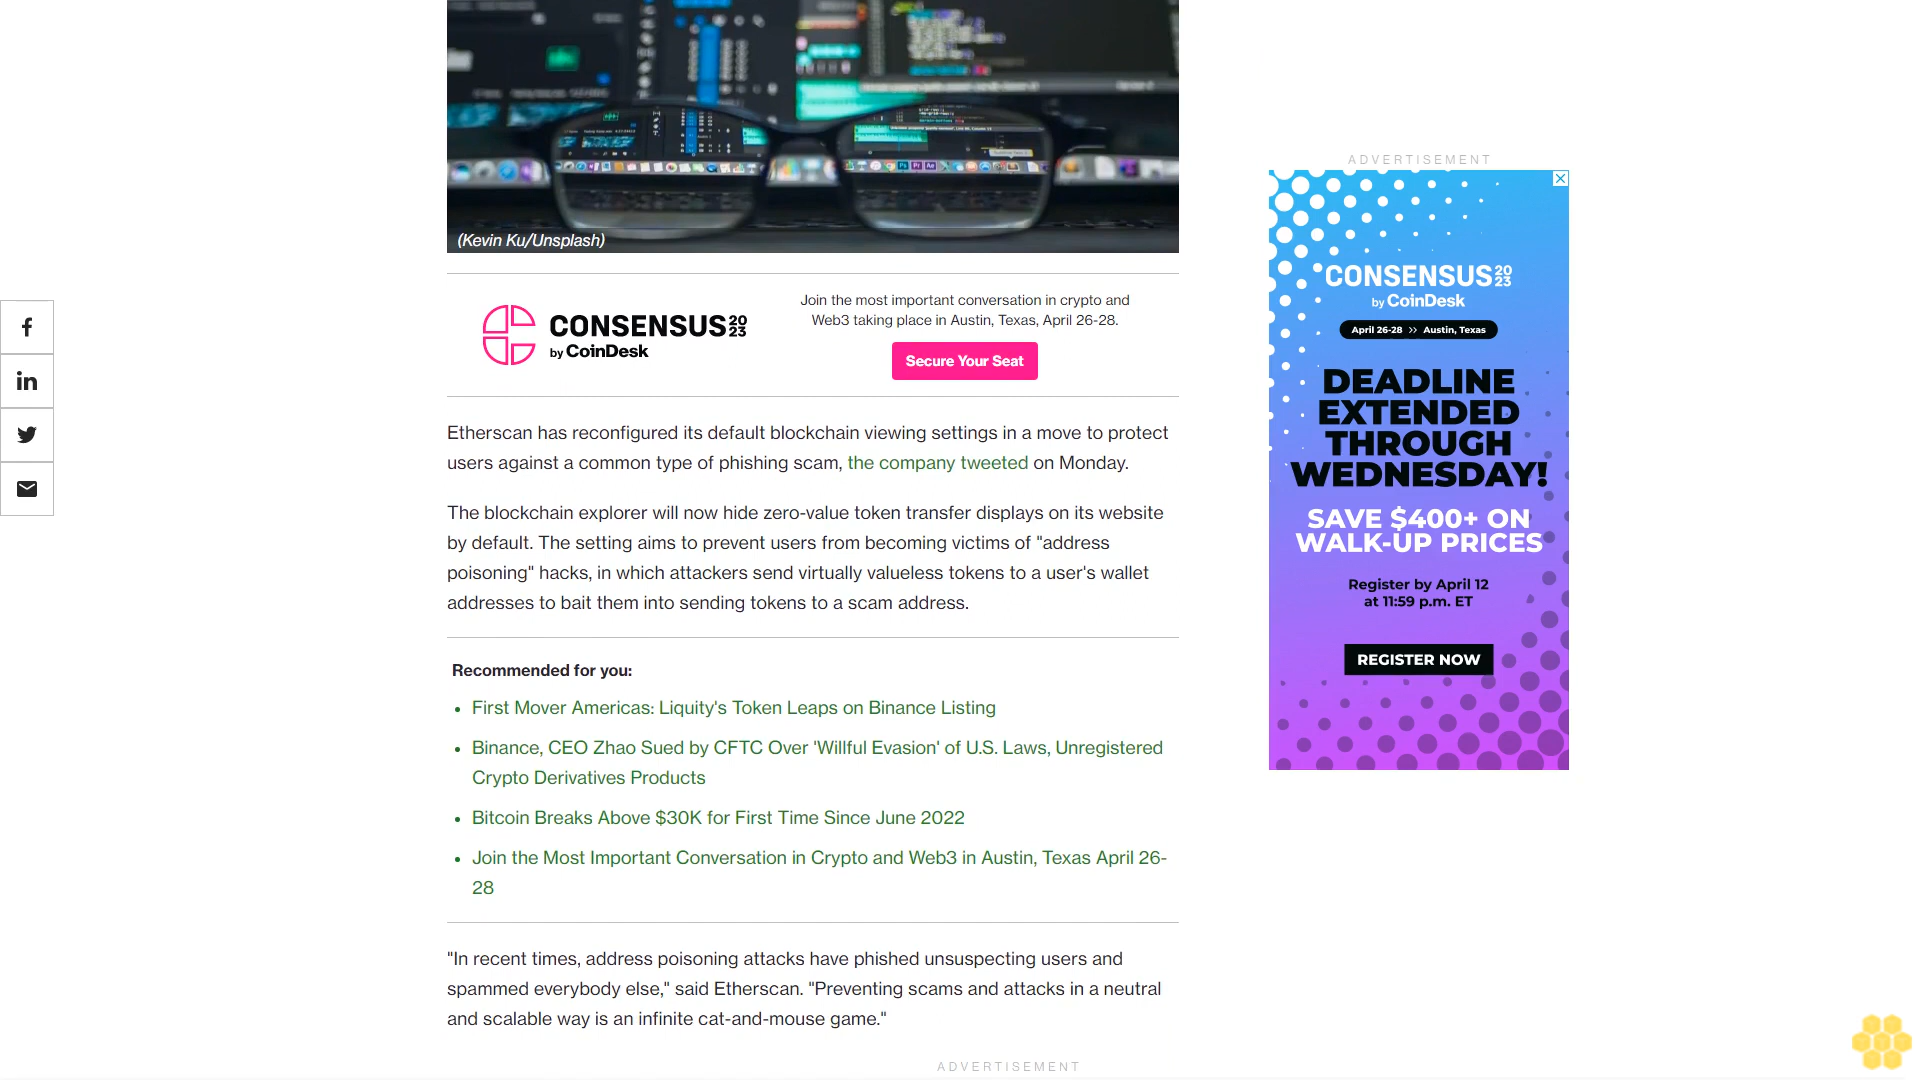 (Kevin Ku/Unsplash)
CONSENSUS 2023
by CoinDesk
Join the most important conversation in crypto and
Web3 taking place in Austin, Texas, April 26-28.
Secure Your Seat
Etherscan has reconfigured its default blockchain viewing settings in a move to protect
users against a common type of phishing scam, the company tweeted on Monday.
The blockchain explorer will now hide zero-value token transfer displays on its website
by default. The setting aims to prevent users from becoming victims of "address
poisoning" hacks, in which attackers send virtually valueless tokens to a user's wallet
addresses to bait them into sending tokens to a scam address.
Recommended for you:
First Mover Americas: Liquity's Token Leaps on Binance Listing
Binance, CEO Zhao Sued by CFTC Over 'Willful Evasion' of U.S. Laws, Unregistered
Crypto Derivatives Products
Bitcoin Breaks Above $30K for First Time Since June 2022
Join the Most Important Conversation in Crypto and Web3 in Austin, Texas April 26-
28
"In recent times, address poisoning attacks have phished unsuspecting users and
spammed everybody else," said Etherscan. "Preventing scams and attacks in a neutral
and scalable way is an infinite cat-and-mouse game."
ADVERTISEMENT
ADVERTISEMENT
CONSENSUS 2023
by CoinDesk
April 26-28 >> Austin, Texas
DEADLINE
EXTENDED
THROUGH
WEDNESDAY!
SAVE $400+ ON
WALK-UP PRICES
Register by April 12
at 11:59 p.m. ET
REGISTER NOW